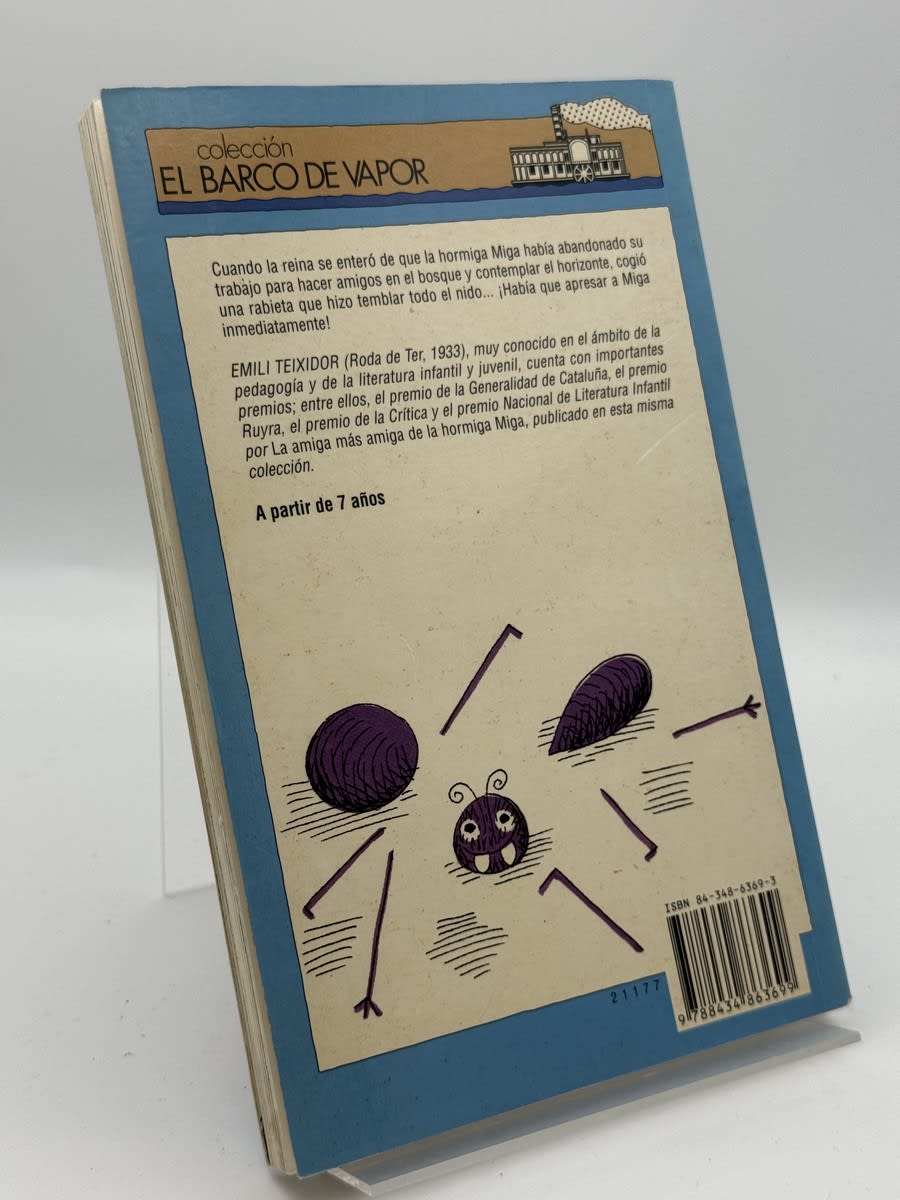 colección
EL BARCO DE VAPOR
Cuando la reina se enteró de que la hormiga Miga había abandonado su
trabajo para hacer amigos en el bosque y contemplar el horizonte, cogió
una rabieta que hizo temblar todo el nido... ¡Había que apresar a Miga
inmediatamente!
EMILI TEIXIDOR (Roda de Ter, 1933), muy conocido en el ámbito de la
pedagogía y de la literatura infantil y juvenil, cuenta con importantes
premios; entre ellos, el premio de la Generalidad de Cataluña, el premio
Ruyra, el premio de la Crítica y el premio Nacional de Literatura Infantil
por La amiga más amiga de la hormiga Miga, publicado en esta misma
colección.
A partir de 7 años
ISBN 84-348-6369-3
21177
9 788434 863699